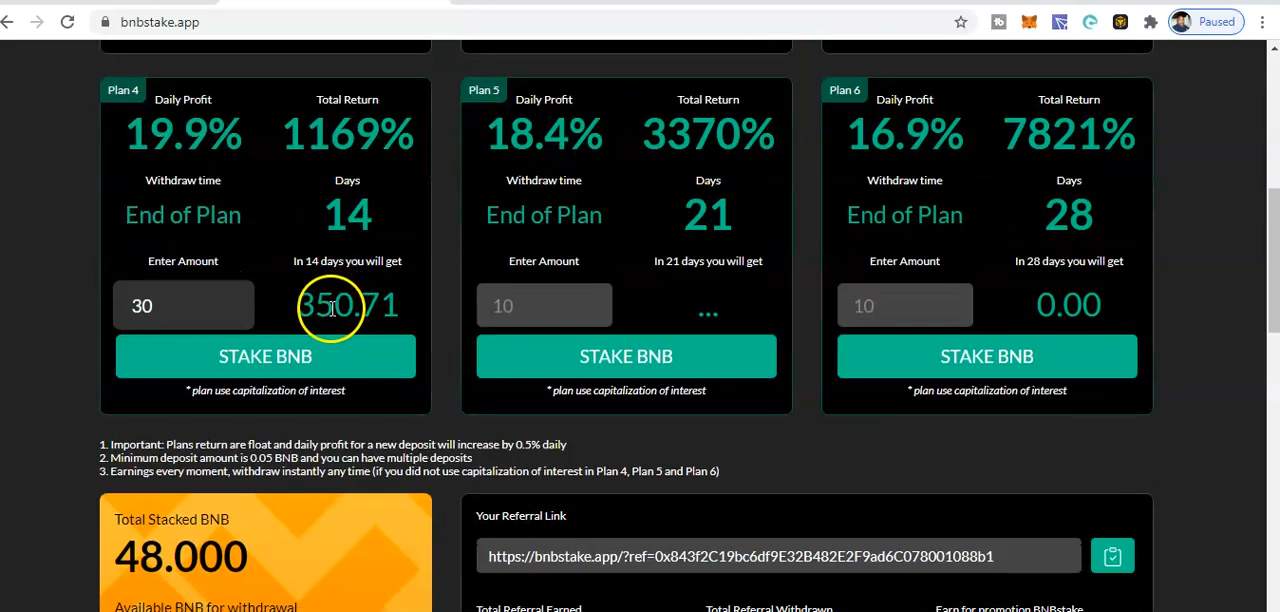 bnbstake.app
Paused
Plan 4
Daily Profit
Total Return
19.9%
1169%
Withdraw time
Days
End of Plan
14
Enter Amount
In 14 days you will get
30
350.71
STAKE BNB
* plan use capitalization of interest
Plan 5
Daily Profit
Total Return
18.4%
3370%
Withdraw time
Days
End of Plan
21
Enter Amount
In 21 days you will get
10
...
STAKE BNB
* plan use capitalization of interest
Plan 6
Daily Profit
Total Return
16.9%
7821%
Withdraw time
Days
End of Plan
28
Enter Amount
In 28 days you will get
10
0.00
STAKE BNB
* plan use capitalization of interest
1. Important: Plans return are float and daily profit for a new deposit will increase by 0.5% daily
2. Minimum deposit amount is 0.05 BNB and you can have multiple deposits
3. Earnings every moment, withdraw instantly any time (if you did not use capitalization of interest in Plan 4, Plan 5 and Plan 6)
Total Stacked BNB
48.000
Available BNB for withdrawal
Your Referral Link
https://bnbstake.app/?ref=0x843f2C19bc6df9E32B482E2F9ad6C078001088b1
Total Referral Earned
Total Referral Withdrawn
Earn for promotion BNBstake